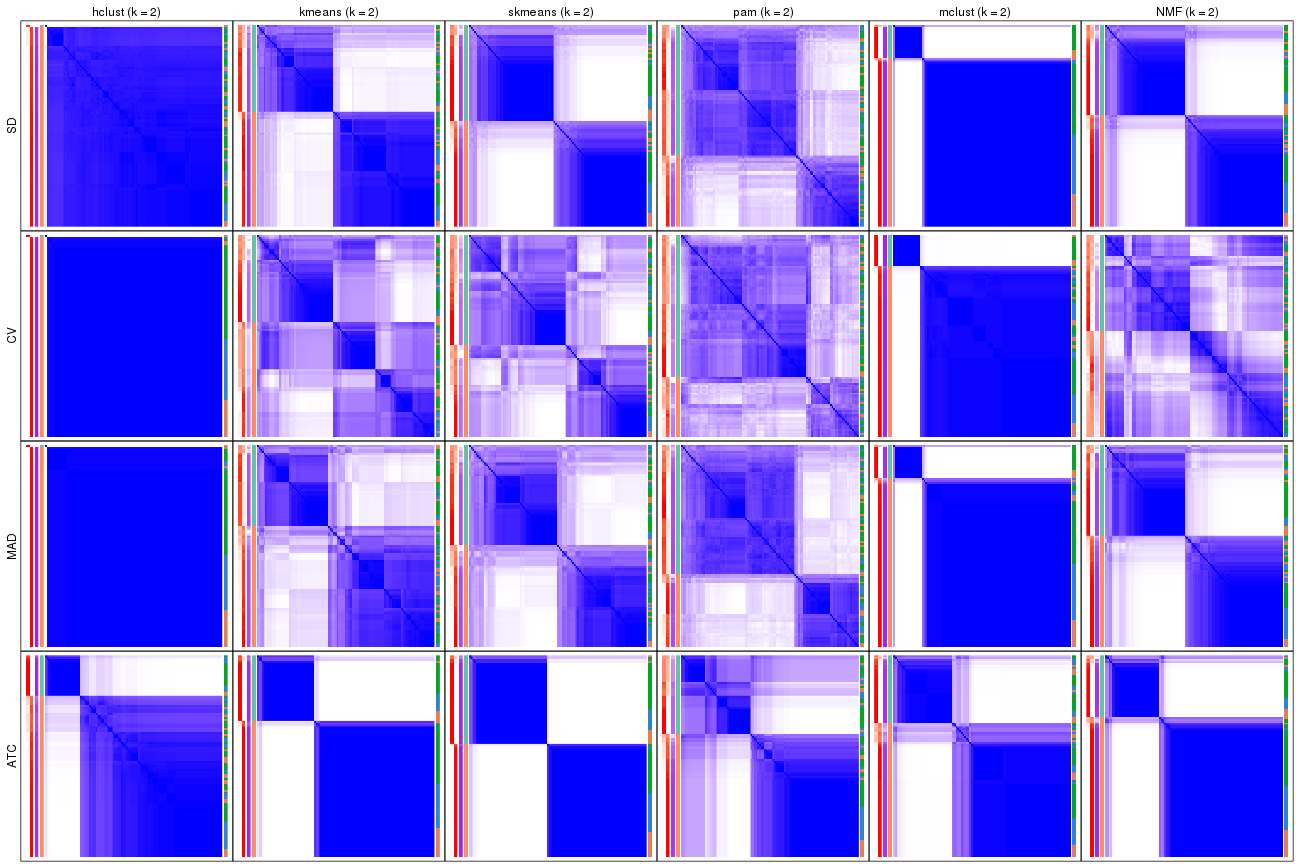 hclust (k = 2) kmeans (k = 2) skmeans (k = 2) pam (k = 2) mclust (k = 2) NMF (k = 2)
SD
CV
MAD
ATC